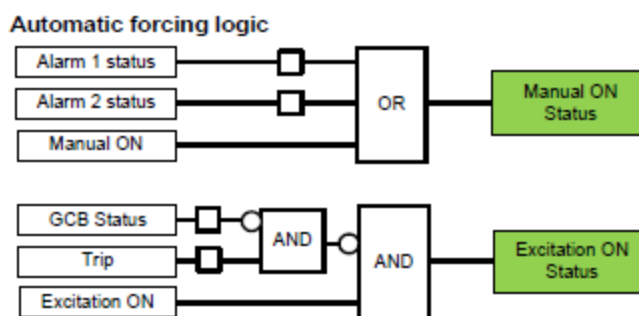 Automatic forcing logic
Alarm 1 status
Alarm 2 status
OR
Manual ON
Status
Manual ON
GCB Status
AND
Trip
AND
Excitation ON
Status
Excitation ON